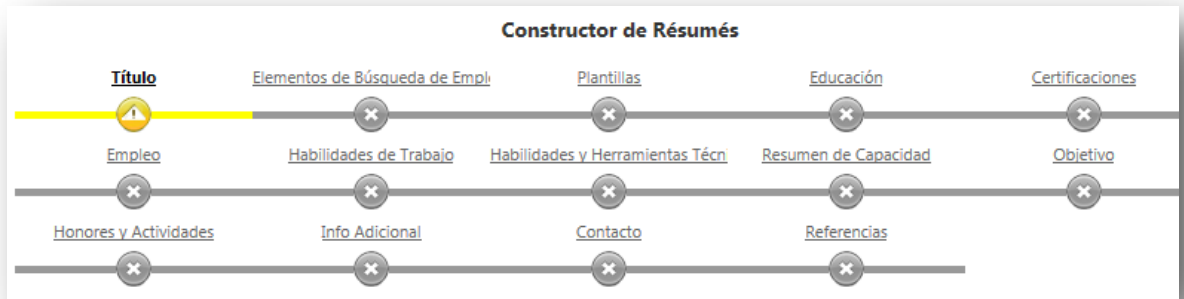 Constructor de Résumés
Título Elementos de Búsqueda de Empl Plantillas Educación Certificaciones
Empleo Habilidades de Trabajo Habilidades y Herramientas Técn Resumen de Capacidad Objetivo
Honores y Actividades Info Adicional Contacto Referencias